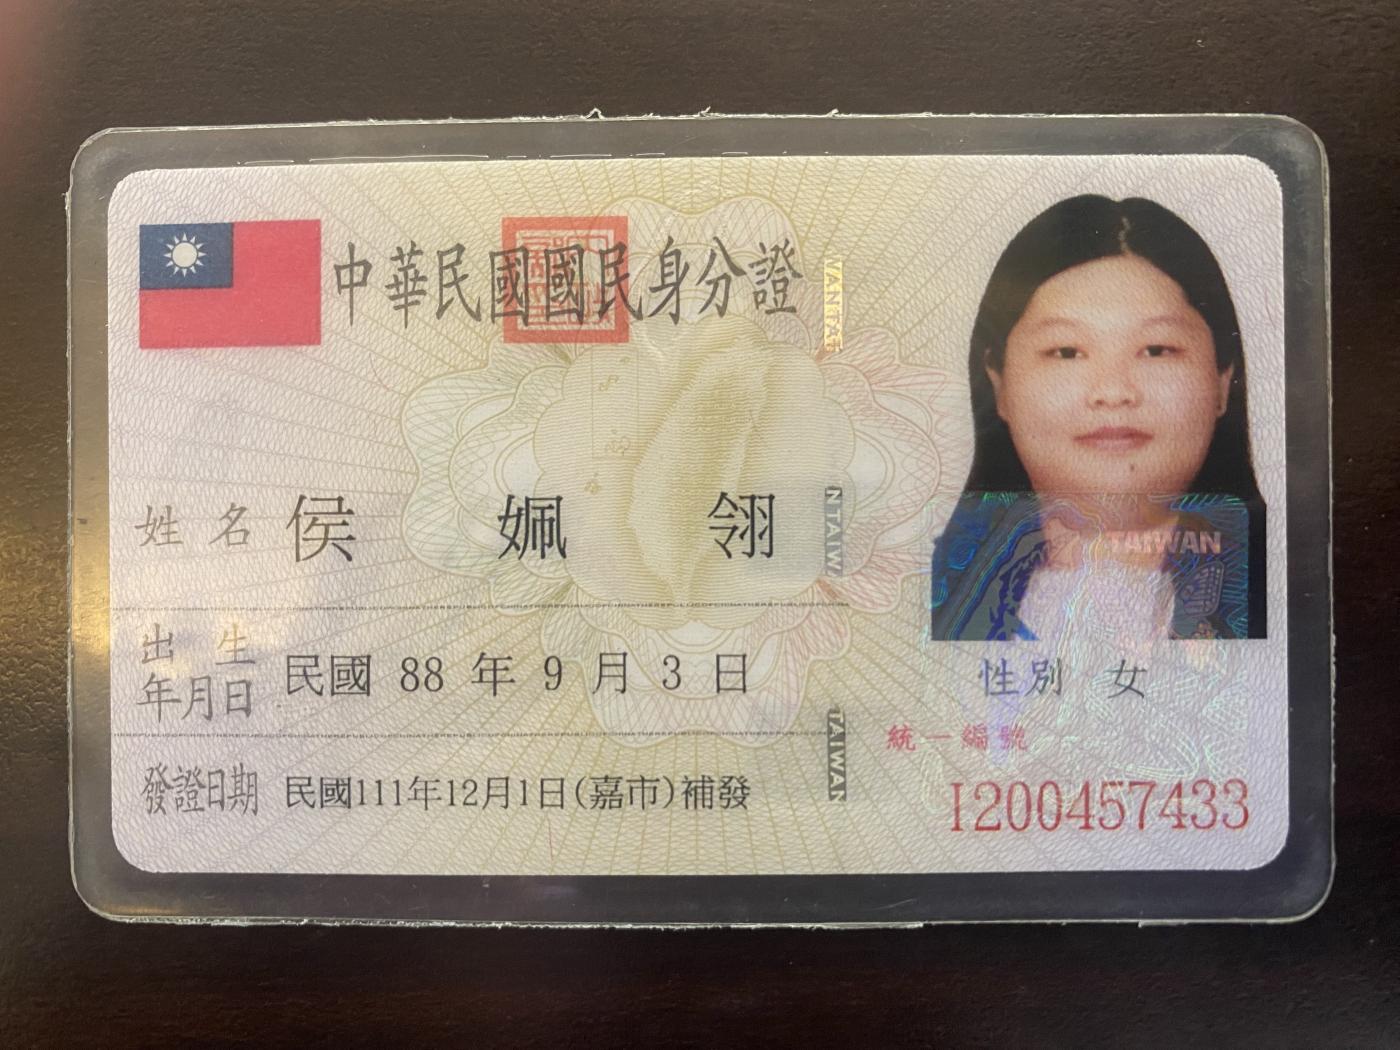 中華民國國民身分證
姓名 侯姵翎
TAIWAN
出生年月日 民國 88 年 9 月 3 日
性別 女
發證日期 民國111年12月1日(嘉市)補發
TAIWAN
統一編號
I200457433